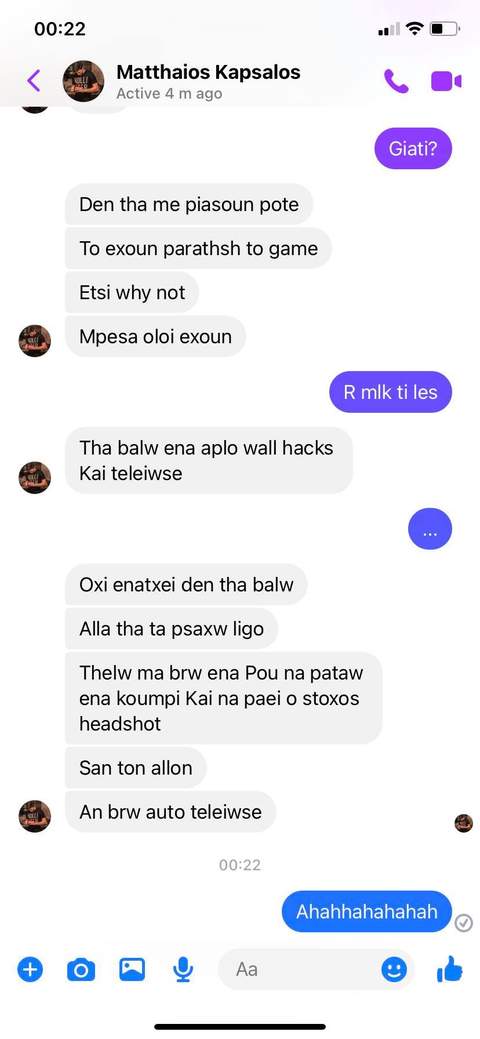 00:22
Matthaios Kapsalos
Active 4 m ago
Giati?
Den tha me piasoun pote
To exoun parathsh to game
Etsi why not
Mpesa oloi exoun
R mlk ti les
Tha balw ena aplo wall hacks
Kai teleiwse
...
Oxi enatxei den tha balw
Alla tha ta psaxw ligo
Thelw ma brw ena Pou na pataw
ena koumpi Kai na paei o stoxos
headshot
San ton allon
An brw auto teleiwse
00:22
Ahahhahahahah
Aa